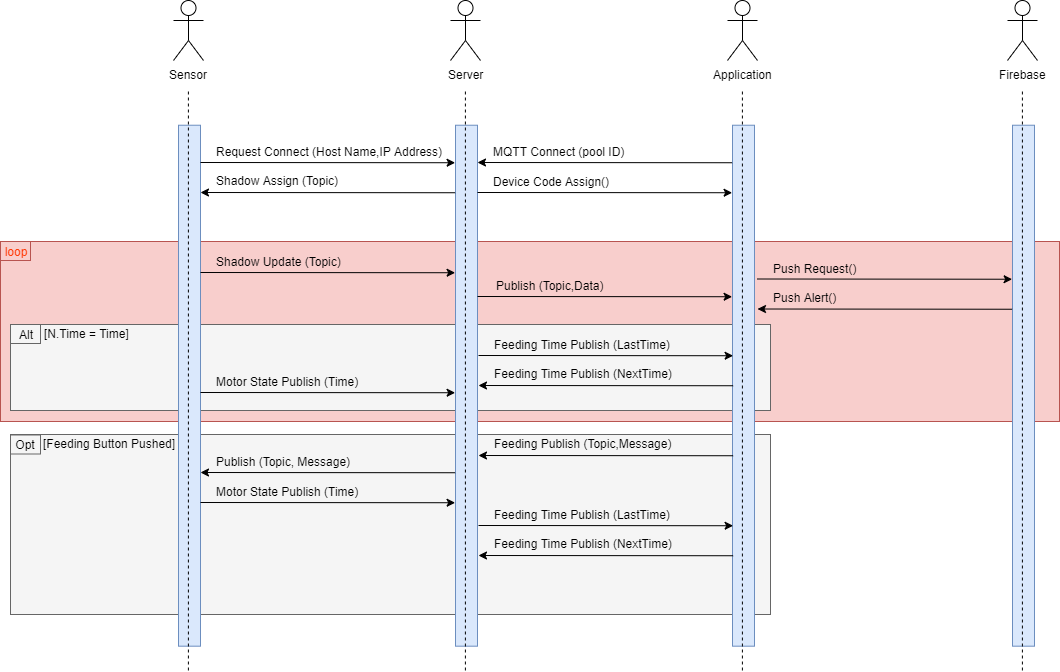 Sensor
Server
Application
Firebase
Request Connect (Host Name,IP Address)
MQTT Connect (pool ID)
Shadow Assign (Topic)
Device Code Assign()
loop
Shadow Update (Topic)
Push Request()
Publish (Topic,Data)
Push Alert()
Alt
[N.Time = Time]
Feeding Time Publish (LastTime)
Feeding Time Publish (NextTime)
Motor State Publish (Time)
Opt
[Feeding Button Pushed]
Feeding Publish (Topic,Message)
Publish (Topic, Message)
Motor State Publish (Time)
Feeding Time Publish (LastTime)
Feeding Time Publish (NextTime)